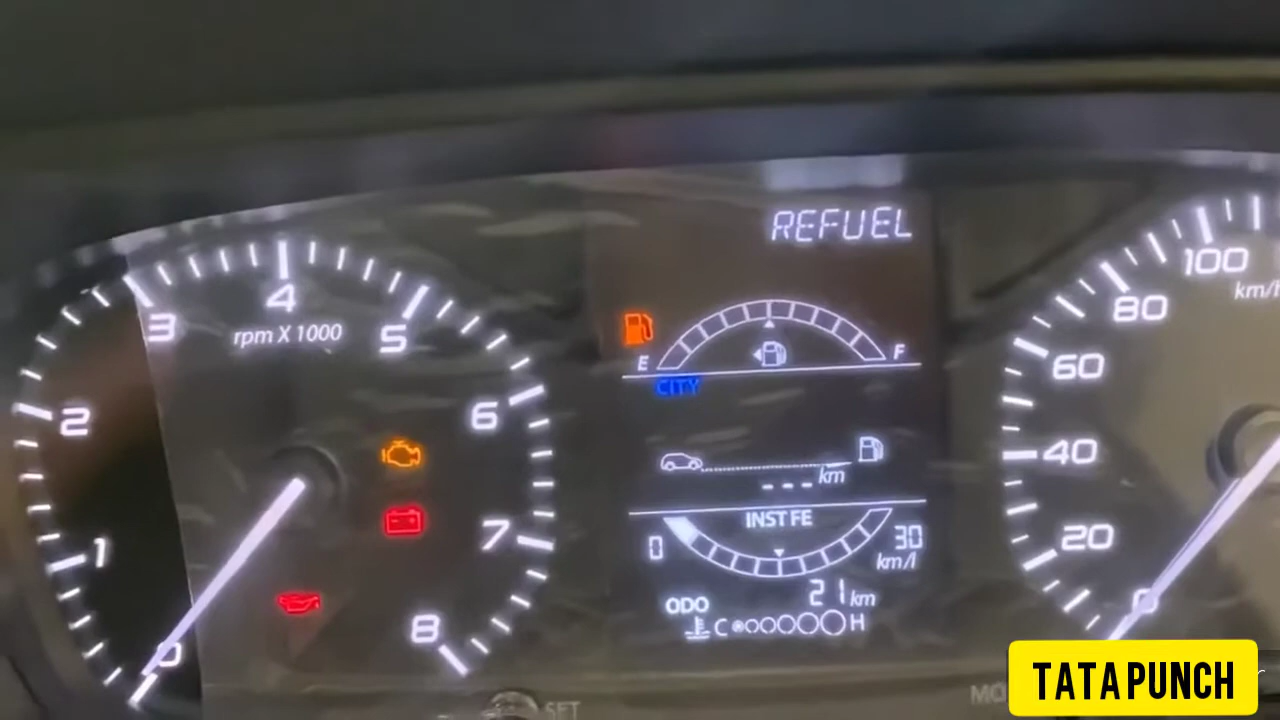 REFUEL
4
3
5
rpm X 1000
2
6
1
7
0
8
E
F
CITY
--- km
INST FE
0
30
km/l
21 km
ODO
C
H
100
km/h
80
60
40
20
0
SET
TATA PUNCH